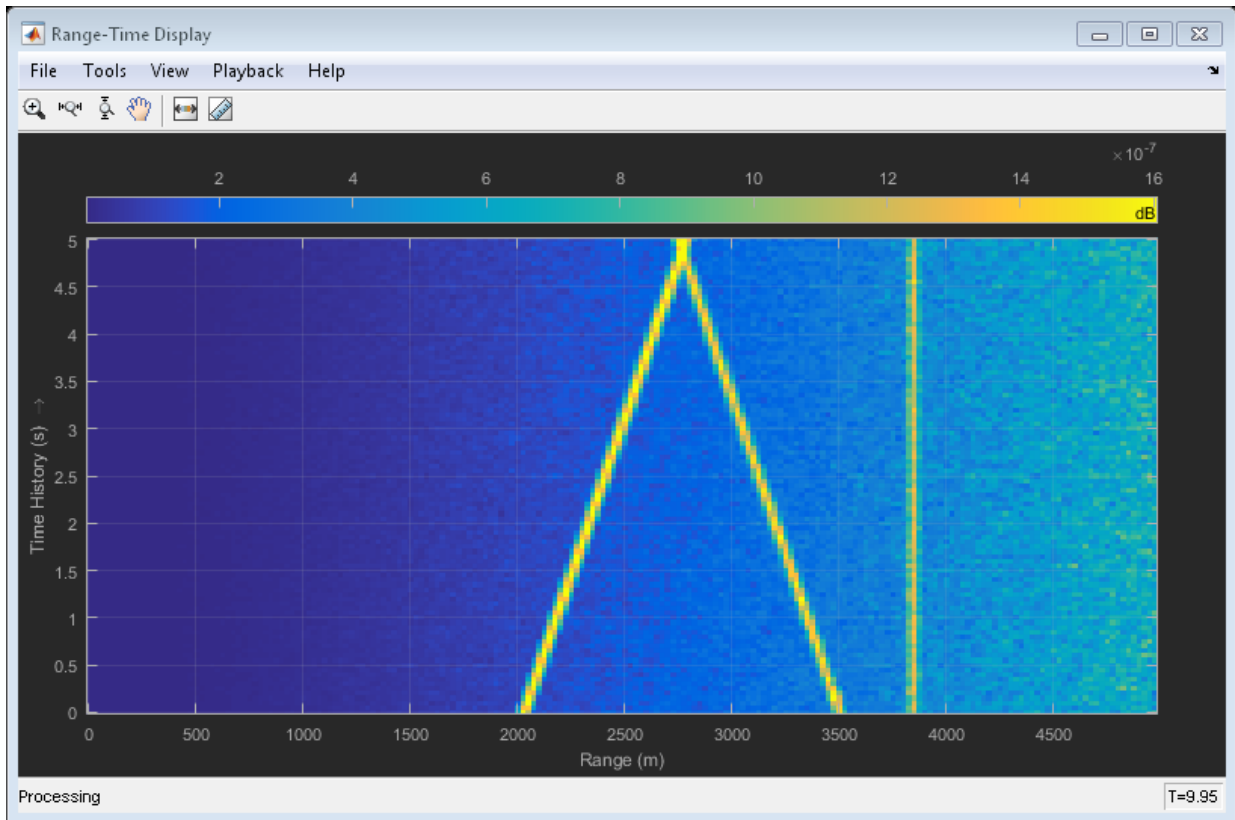 Range-Time Display
File Tools View Playback Help
×10-7
2 4 6 8 10 12 14 16
dB
5
4.5
4
3.5
3
2.5
2
1.5
1
0.5
0
Time History (s) →
0 500 1000 1500 2000 2500 3000 3500 4000 4500
Range (m)
Processing T=9.95